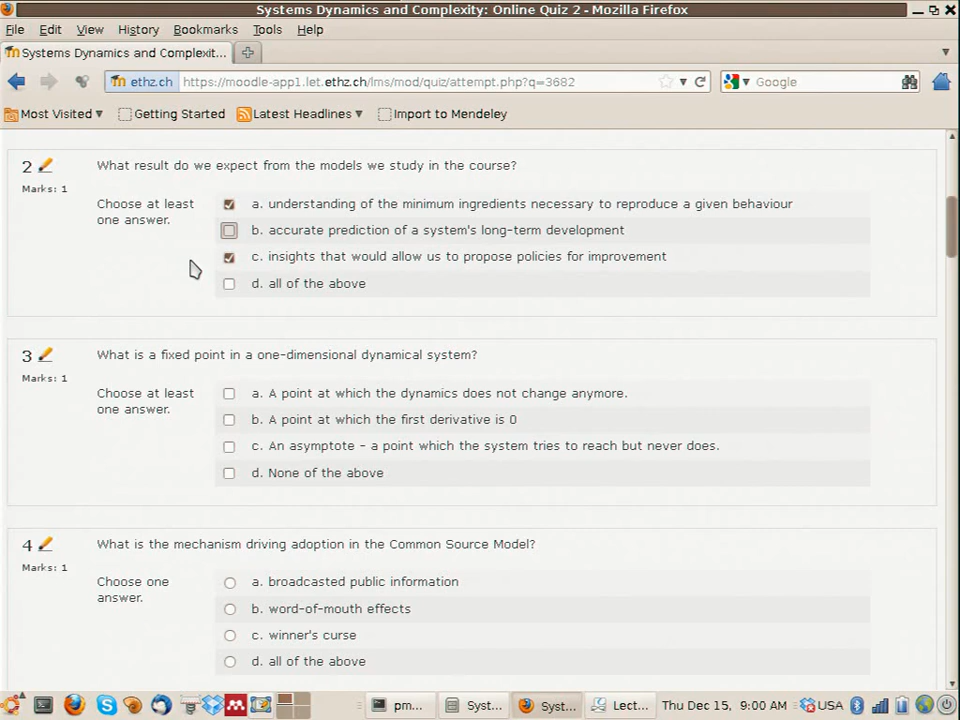 Systems Dynamics and Complexity: Online Quiz 2 - Mozilla Firefox
File Edit View History Bookmarks Tools Help
Systems Dynamics and Complexit...
ethz.ch https://moodle-app1.let.ethz.ch/lms/mod/quiz/attempt.php?q=3682 Google
Most Visited Getting Started Latest Headlines Import to Mendeley
2 What result do we expect from the models we study in the course?
Marks: 1
Choose at least one answer.
a. understanding of the minimum ingredients necessary to reproduce a given behaviour
b. accurate prediction of a system's long-term development
c. insights that would allow us to propose policies for improvement
d. all of the above
3 What is a fixed point in a one-dimensional dynamical system?
Marks: 1
Choose at least one answer.
a. A point at which the dynamics does not change anymore.
b. A point at which the first derivative is 0
c. An asymptote - a point which the system tries to reach but never does.
d. None of the above
4 What is the mechanism driving adoption in the Common Source Model?
Marks: 1
Choose one answer.
a. broadcasted public information
b. word-of-mouth effects
c. winner's curse
d. all of the above
pm... Syst... Syst... Lect... Thu Dec 15, 9:00 AM USA